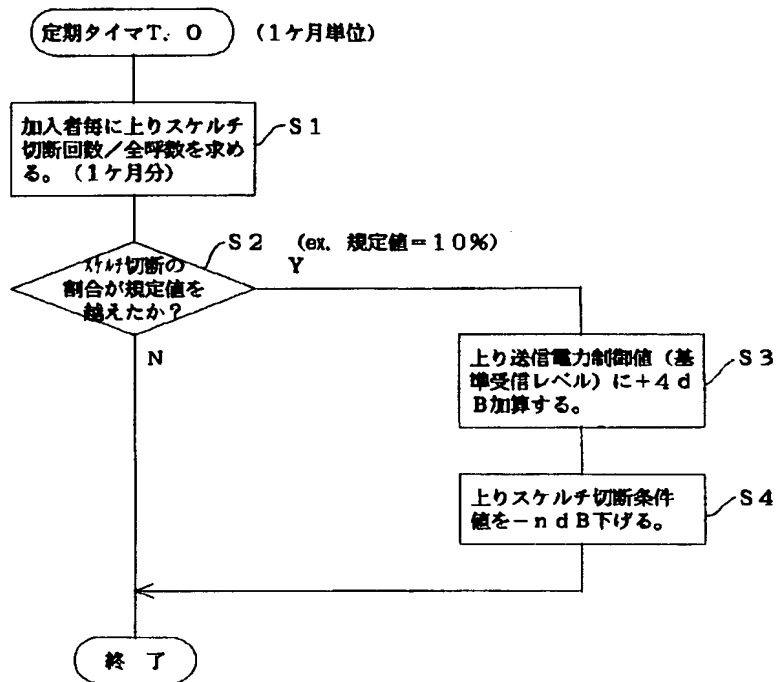 定期タイマT．O （1ケ月単位）
加入者毎に上りスケルチ
切断回数／全呼数を求め
る。（1ケ月分）
S1
S2 （ex. 規定値＝10％）
スケルチ切断の
割合が規定値を
越えたか？
Y
N
上り送信電力制御値（基
準受信レベル）に＋4d
B加算する。
S3
上りスケルチ切断条件
値を－ndB下げる。
S4
終 了